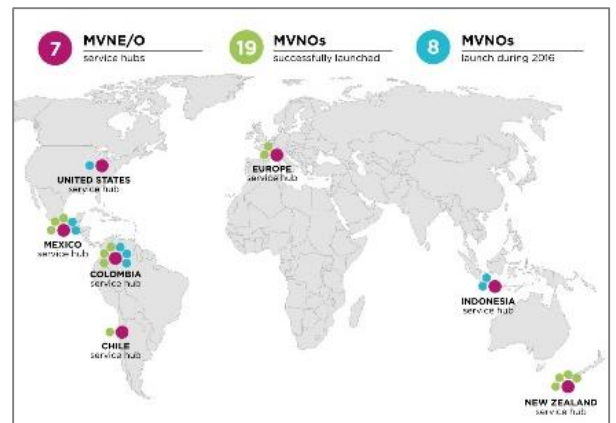 7
MVNE/O
service hubs
19
MVNOs
successfully launched
8
MVNOs
launch during 2016
UNITED STATES
service hub
EUROPE
service hub
MEXICO
service hub
COLOMBIA
service hub
INDONESIA
service hub
CHILE
service hub
NEW ZEALAND
service hub